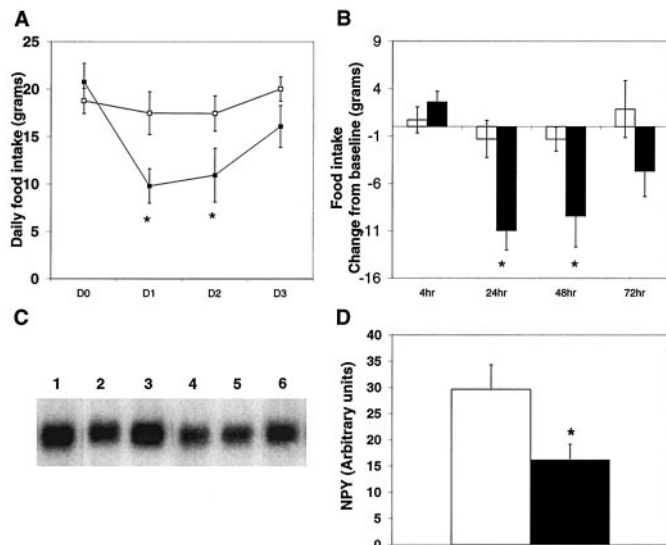 A
Daily food intake (grams)
25
20
15
10
5
0
D0 D1 D2 D3
* *
B
Food intake
Change from baseline (grams)
9
4
-1
-6
-11
-16
4hr 24hr 48hr 72hr
* *
C
1 2 3 4 5 6
D
NPY (Arbitrary units)
40
35
30
25
20
15
10
5
0
*